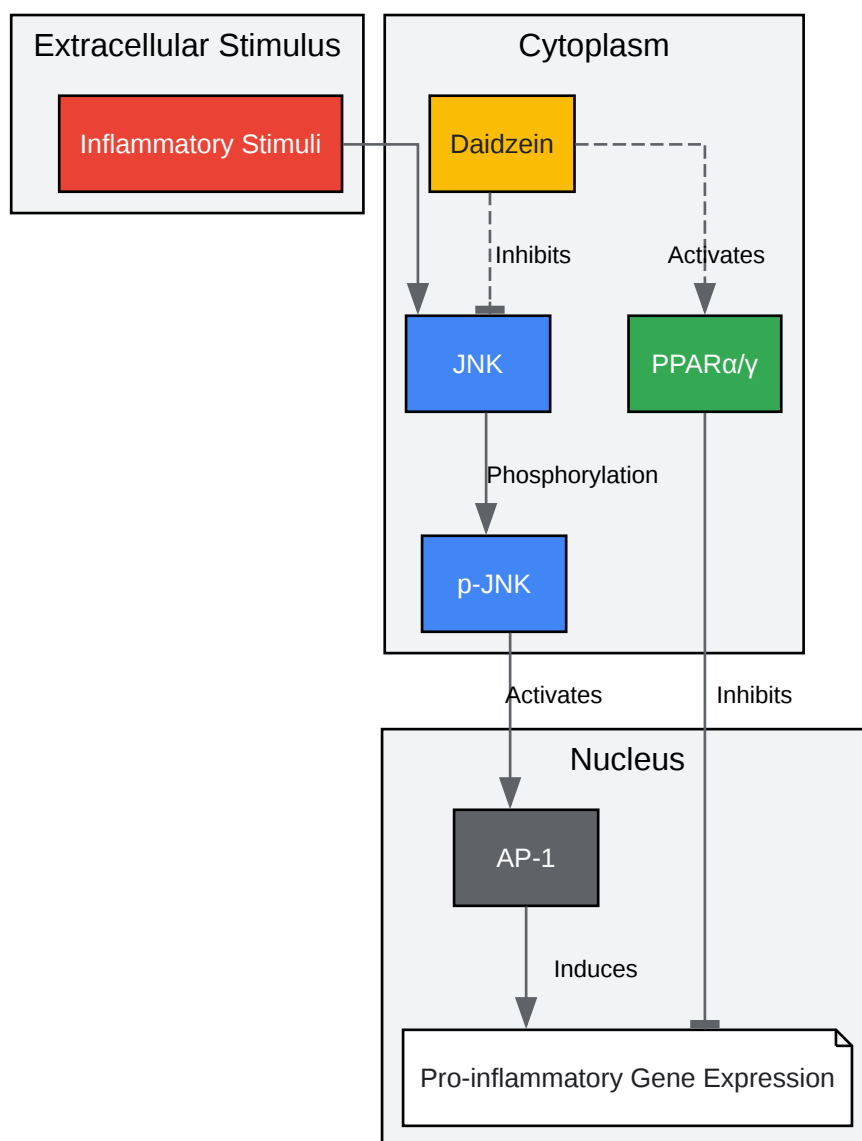 Extracellular Stimulus
Cytoplasm
Inflammatory Stimuli
Daidzein
Inhibits
Activates
JNK
PPARα/γ
Phosphorylation
p-JNK
Activates
Inhibits
Nucleus
AP-1
Induces
Pro-inflammatory Gene Expression